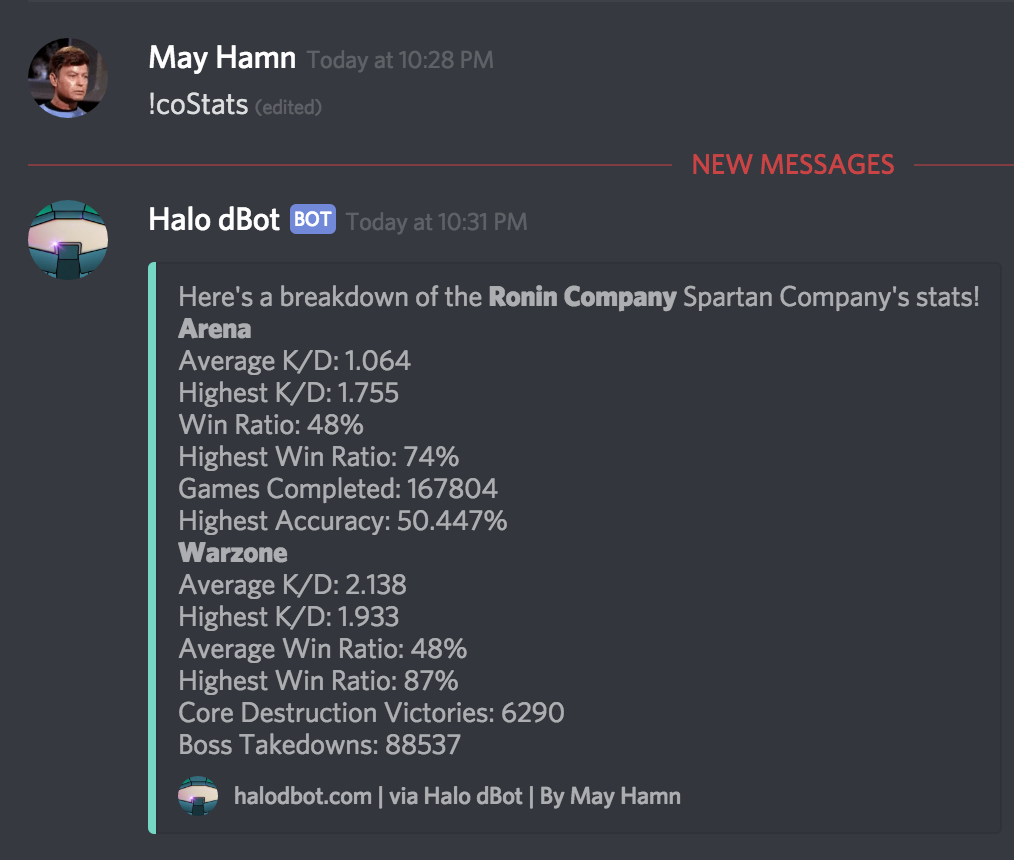 May Hamn Today at 10:28 PM
!coStats (edited)
NEW MESSAGES
Halo dBot BOT Today at 10:31 PM
Here's a breakdown of the Ronin Company Spartan Company's stats!
Arena
Average K/D: 1.064
Highest K/D: 1.755
Win Ratio: 48%
Highest Win Ratio: 74%
Games Completed: 167804
Highest Accuracy: 50.447%
Warzone
Average K/D: 2.138
Highest K/D: 1.933
Average Win Ratio: 48%
Highest Win Ratio: 87%
Core Destruction Victories: 6290
Boss Takedowns: 88537
halodbot.com | via Halo dBot | By May Hamn